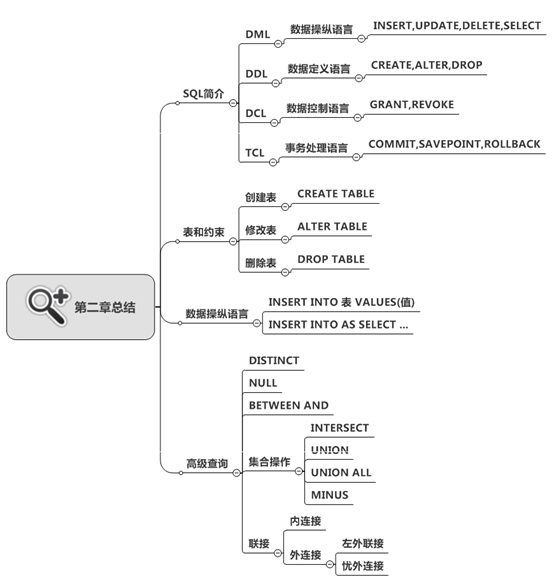 第二章总结
SQL简介
DML
数据操纵语言
INSERT,UPDATE,DELETE,SELECT
DDL
数据定义语言
CREATE,ALTER,DROP
DCL
数据控制语言
GRANT,REVOKE
TCL
事务处理语言
COMMIT,SAVEPOINT,ROLLBACK
表和约束
创建表
CREATE TABLE
修改表
ALTER TABLE
删除表
DROP TABLE
数据操纵语言
INSERT INTO 表 VALUES(值)
INSERT INTO AS SELECT ...
高级查询
DISTINCT
NULL
BETWEEN AND
集合操作
INTERSECT
UNION
UNION ALL
MINUS
联接
内连接
外连接
左外联接
忧外连接